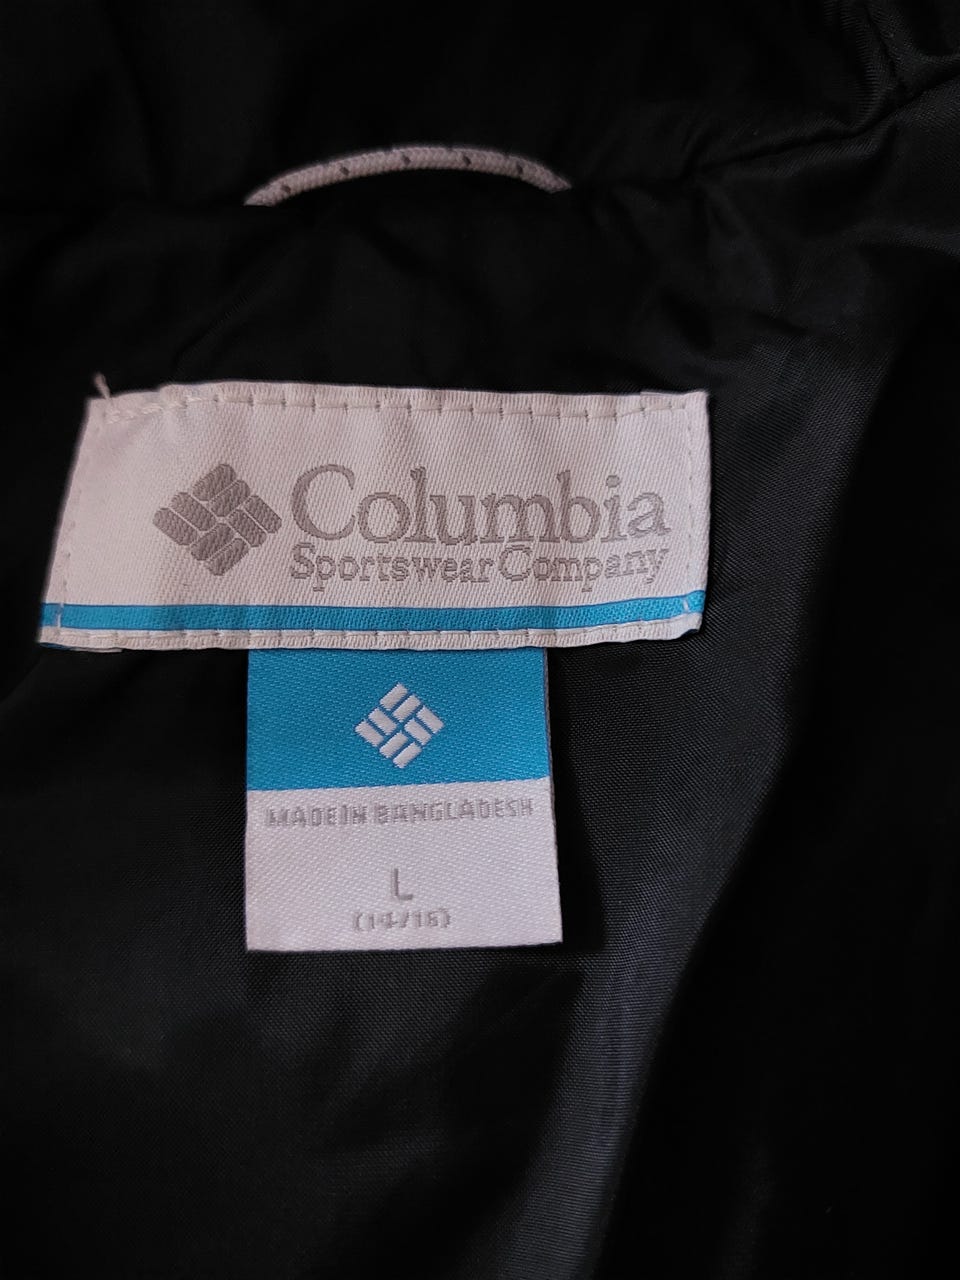 Columbia
Sportswear Company
MADE IN BANGLADESH
L
(14/16)